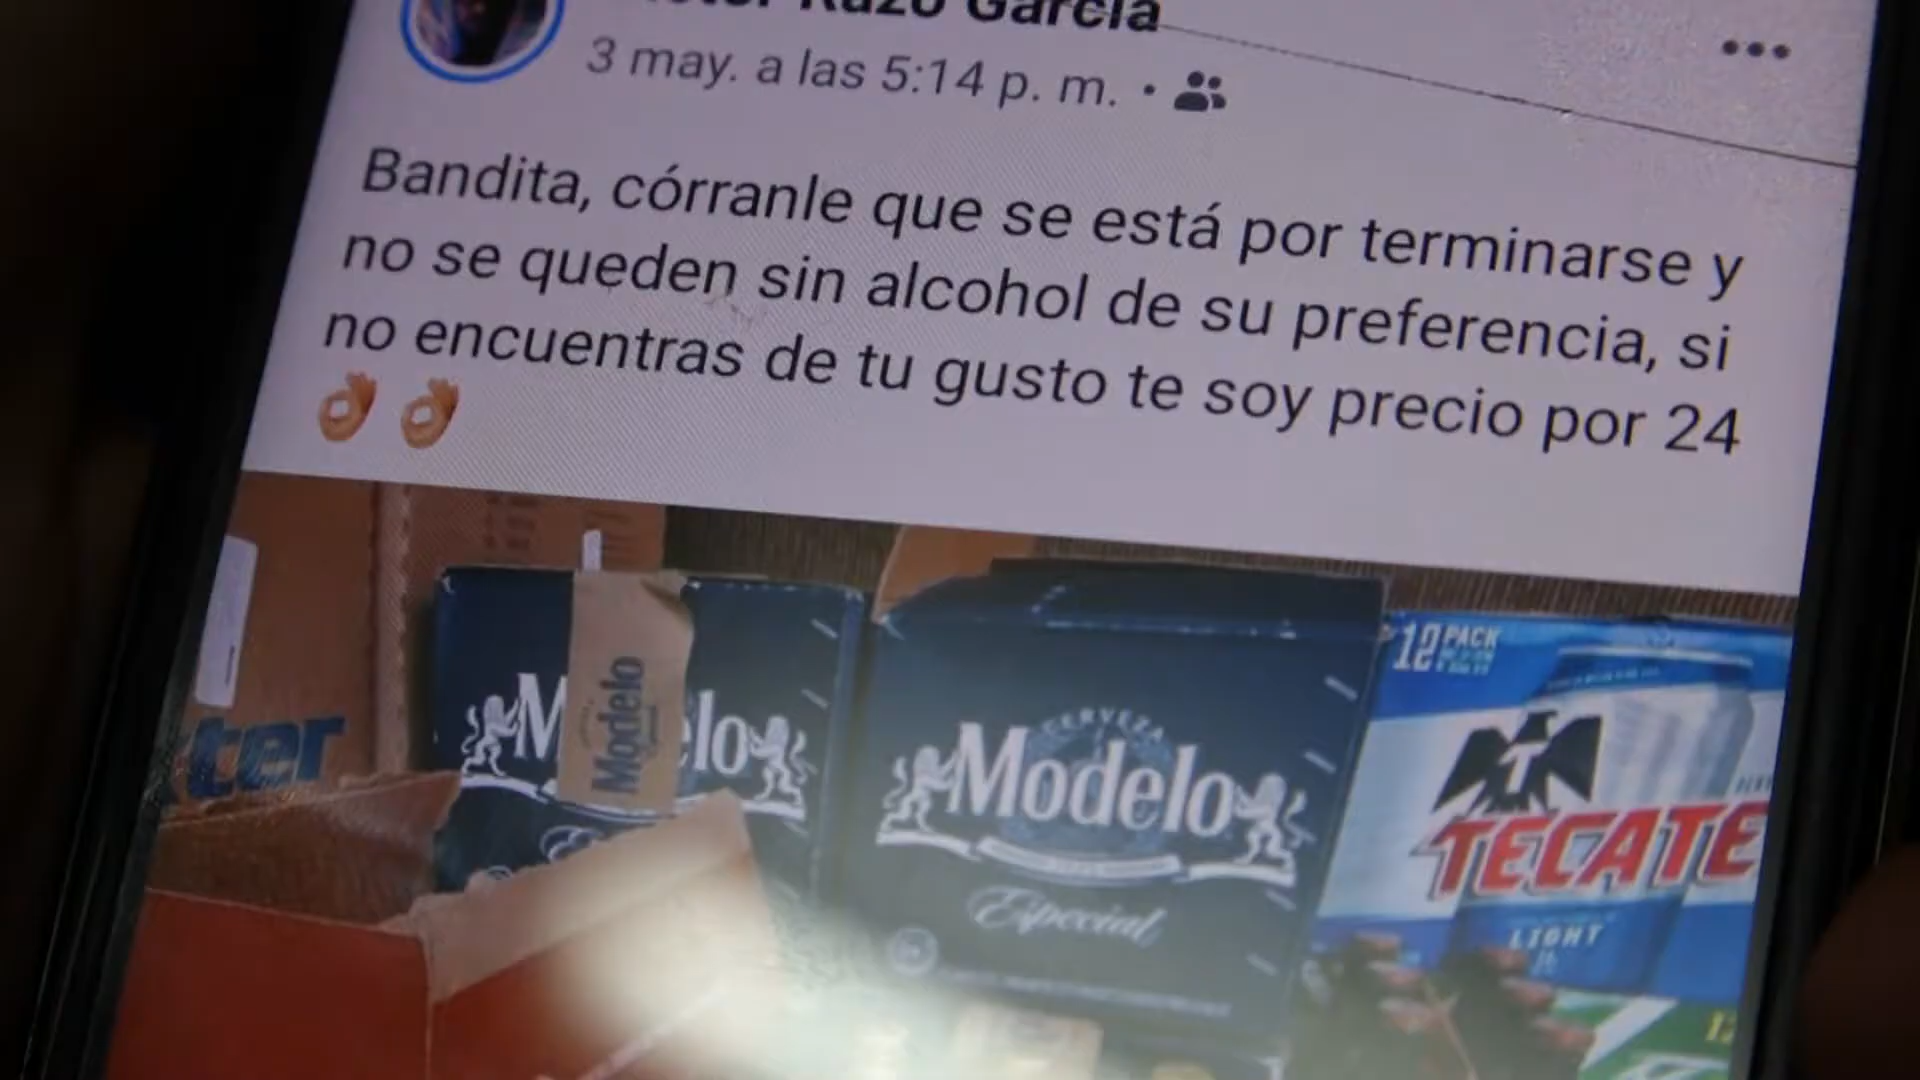 Razo García
3 may. a las 5:14 p. m. •
Bandita, córranle que se está por terminarse y
no se queden sin alcohol de su preferencia, si
no encuentras de tu gusto te soy precio por 24
👌 👌
Modelo
Modelo
CERVEZA
Modelo
Especial
12 PACK
TECATE
LIGHT